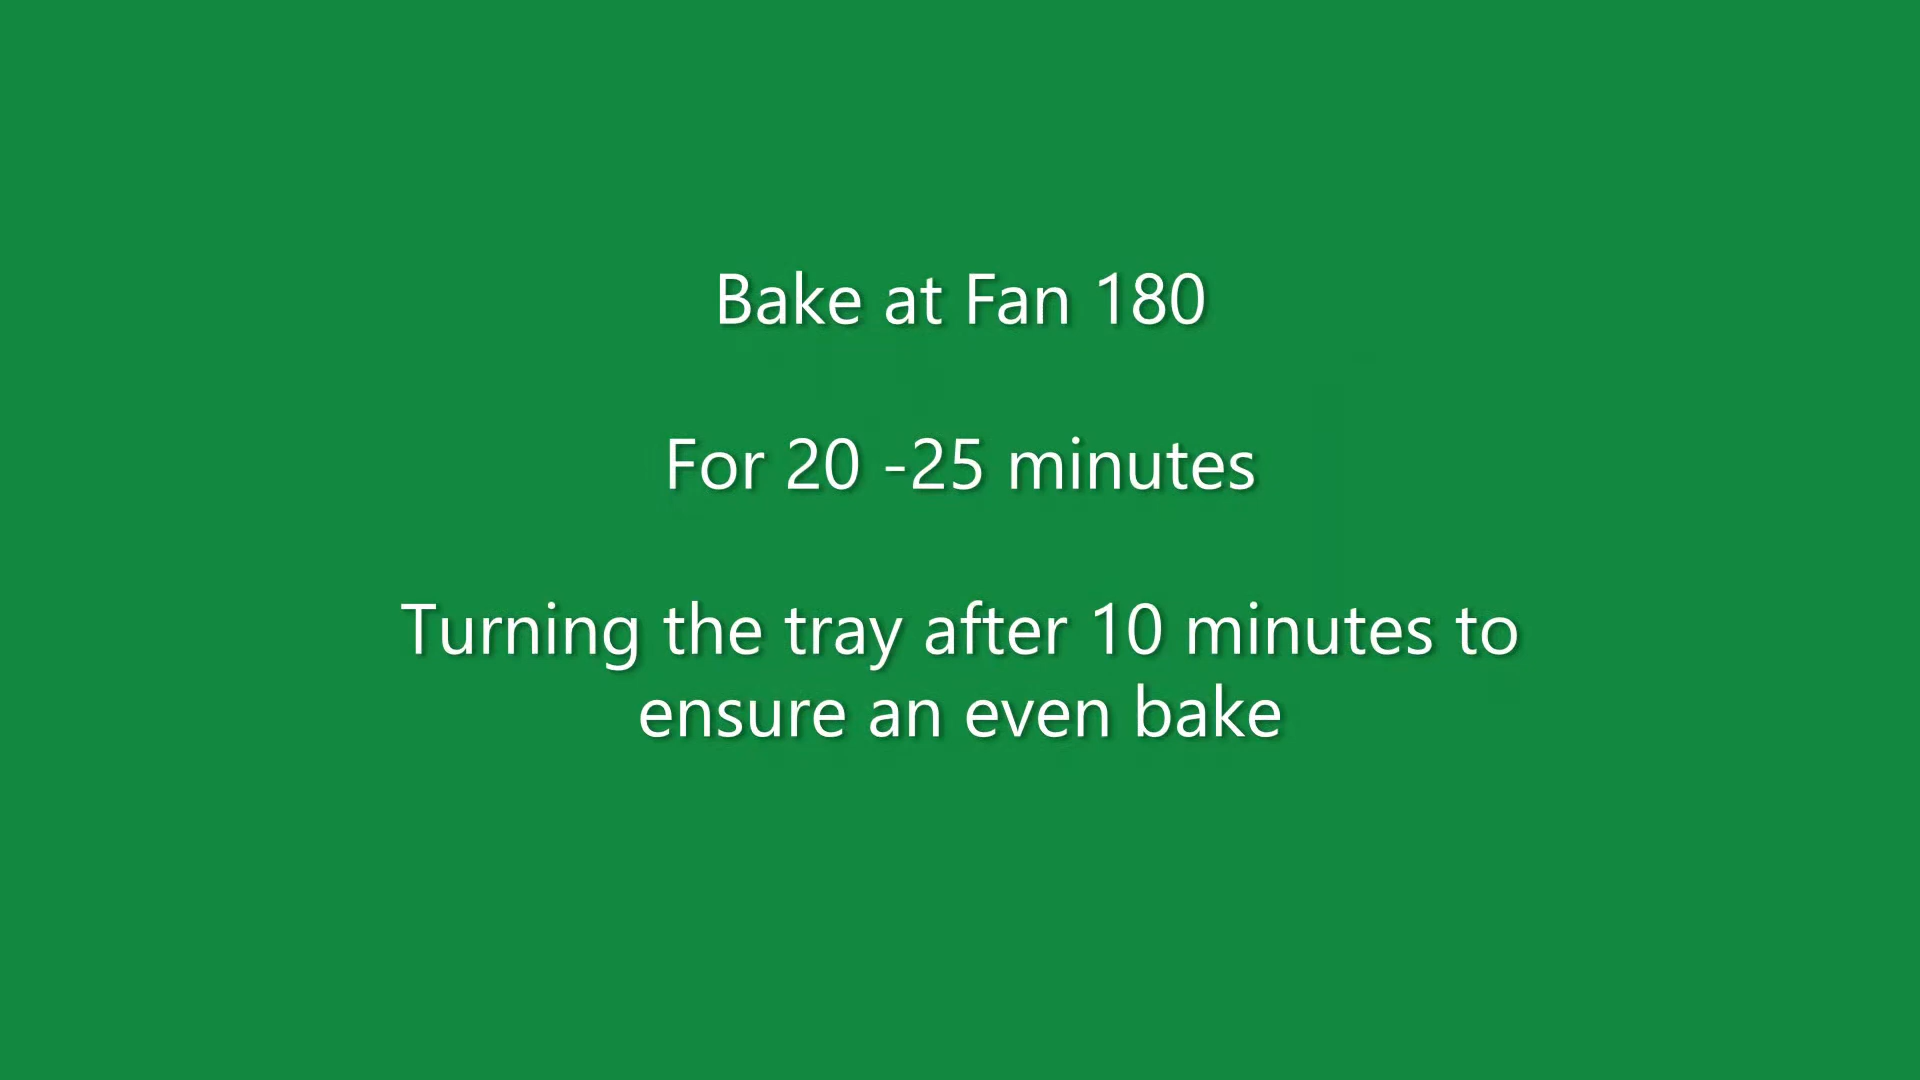 Bake at Fan 180
For 20 -25 minutes
Turning the tray after 10 minutes to
ensure an even bake